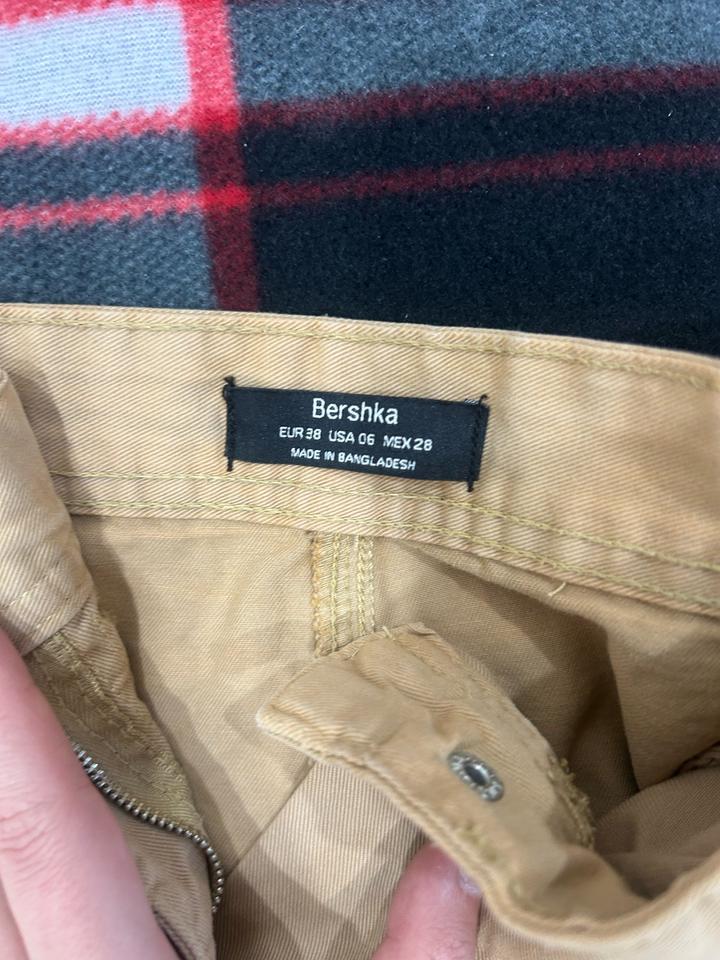 Bershka
EUR 38 USA 06 MEX 28
MADE IN BANGLADESH